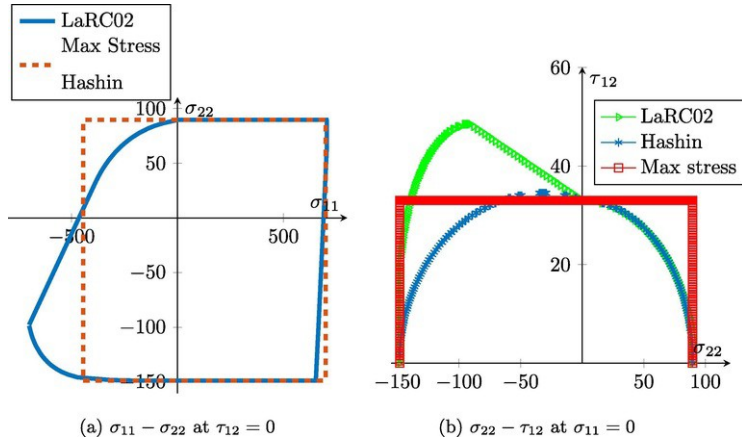 LaRC02
Max Stress
Hashin
σ₂₂
100
50
σ₁₁
−500
500
−50
−100
−150
(a) σ₁₁ − σ₂₂ at τ₁₂ = 0
60
τ₁₂
LaRC02
Hashin
Max stress
40
20
σ₂₂
−150
−100
−50
50
100
(b) σ₂₂ − τ₁₂ at σ₁₁ = 0